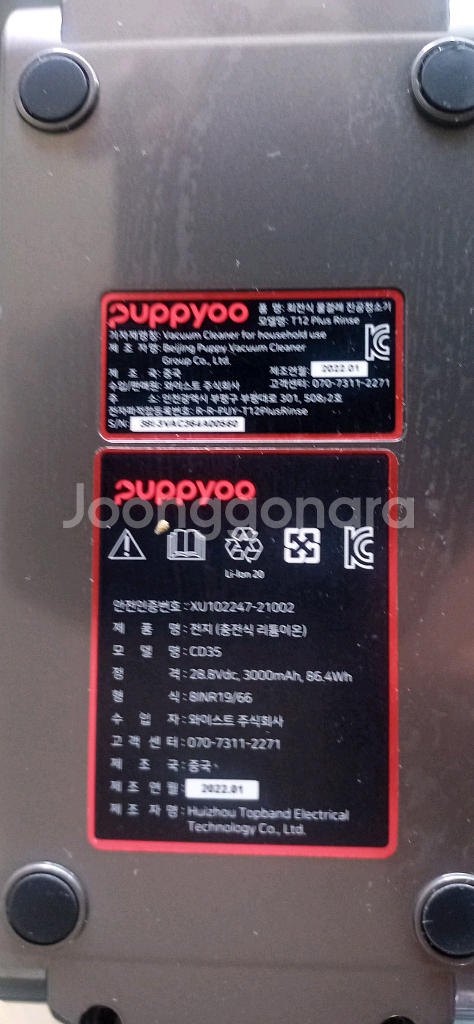 puppyoo
품 명: 회전식 물걸레 진공청소기
모델명: T12 Plus Rinse
기자재명칭: Vacuum Cleaner for household use
제 조 자명: Beijing Puppy Vacuum Cleaner
Group Co., Ltd.
제 조 국: 중국 제조연월: 2022.01
수입/판매원: 와이스트 주식회사 고객센터: 070-7311-2271
주 소: 인천광역시 부평구 부평대로 301, 508-2호
전자파적합등록번호: R-R-PUY-T12PlusRinse
S/N:
puppyoo
Joonggonara
Li-Ion 20
안전인증번호 : XU102247-21002
제 품 명 : 전지 (충전식 리튬이온)
모 델 명 : CD35
정 격 : 28.8Vdc, 3000mAh, 86.4Wh
형 식 : 8INR19/66
수 입 자 : 와이스트 주식회사
고 객 센 터 : 070-7311-2271
제 조 국 : 중국
제 조 연 월 : 2022.01
제 조 자 명 : Huizhou Topband Electrical
Technology Co., Ltd.